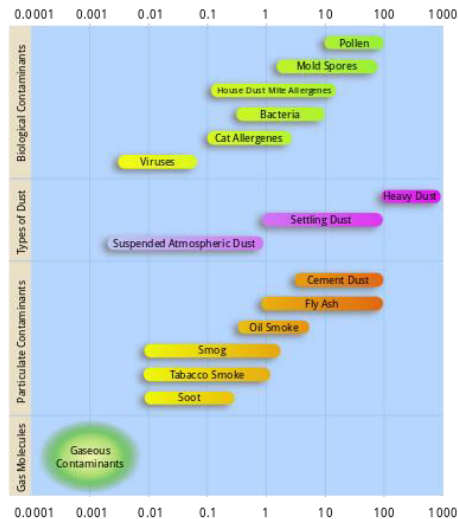 0.0001 0.001 0.01 0.1 1 10 100 1000
Biological Contaminants
Pollen
Mold Spores
House Dust Mite Allergenes
Bacteria
Cat Allergenes
Viruses
Types of Dust
Heavy Dust
Settling Dust
Suspended Atmospheric Dust
Particulate Contaminants
Cement Dust
Fly Ash
Oil Smoke
Smog
Tabacco Smoke
Soot
Gas Molecules
Gaseous
Contaminants
0.0001 0.001 0.01 0.1 1 10 100 1000